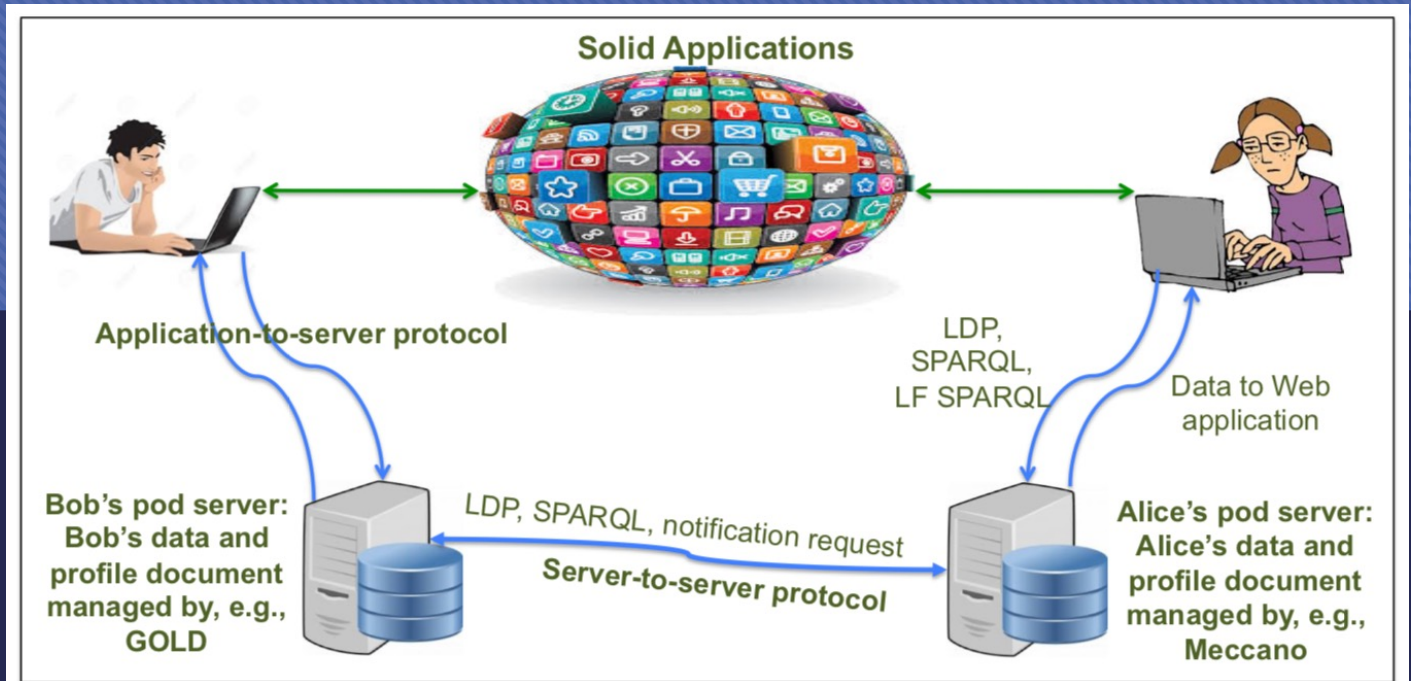 Solid Applications
Application-to-server protocol
LDP,
SPARQL,
LF SPARQL
Data to Web
application
Bob’s pod server:
Bob’s data and
profile document
managed by, e.g.,
GOLD
LDP, SPARQL, notification request
Server-to-server protocol
Alice’s pod server:
Alice’s data and
profile document
managed by, e.g.,
Meccano